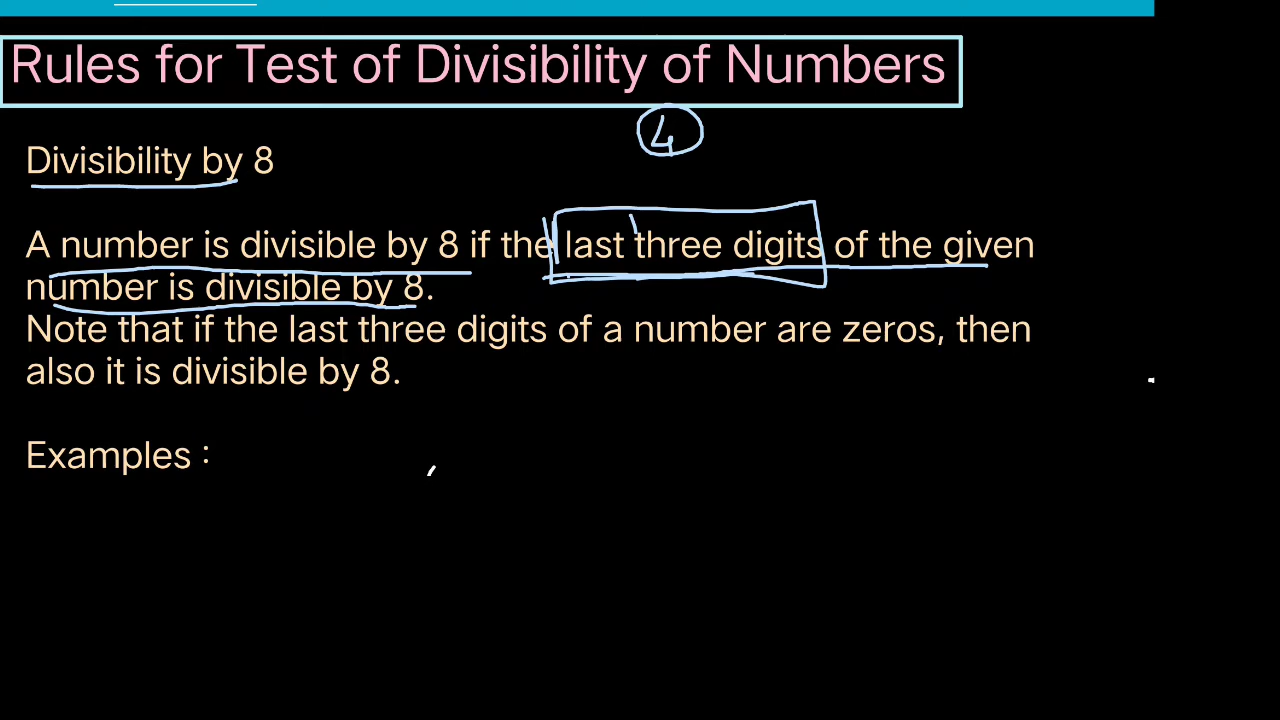 Rules for Test of Divisibility of Numbers
4
Divisibility by 8
A number is divisible by 8 if the last three digits of the given
number is divisible by 8.
Note that if the last three digits of a number are zeros, then
also it is divisible by 8.
Examples :